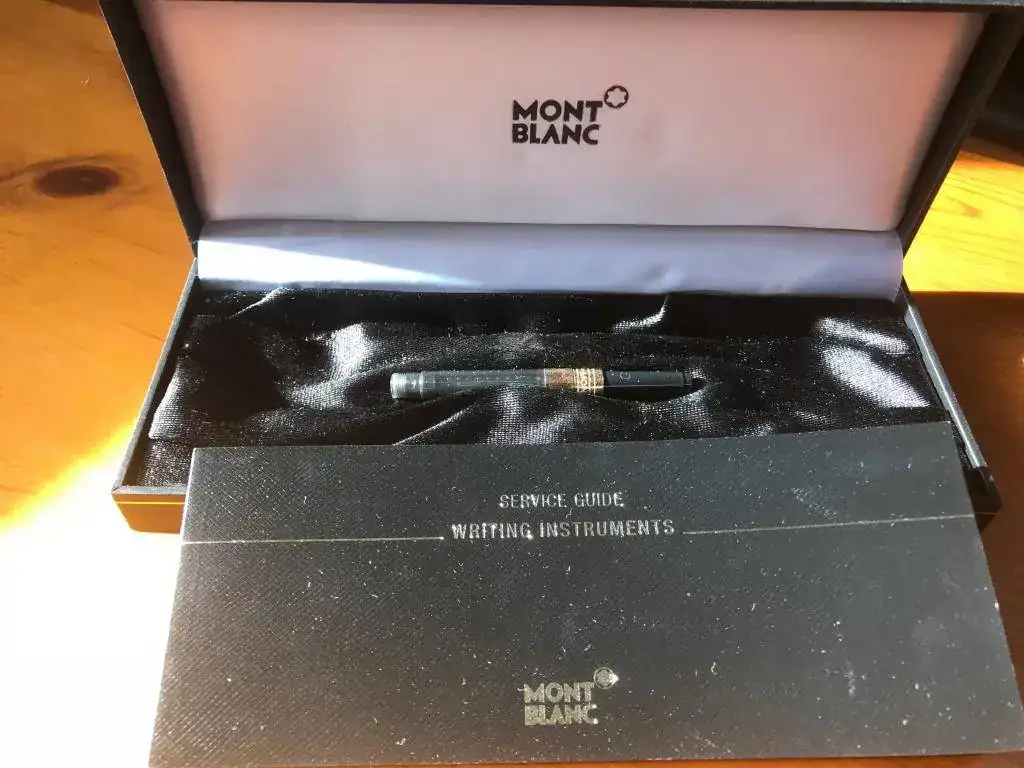 MONT
BLANC
SERVICE GUIDE
WRITING INSTRUMENTS
MONT
BLANC